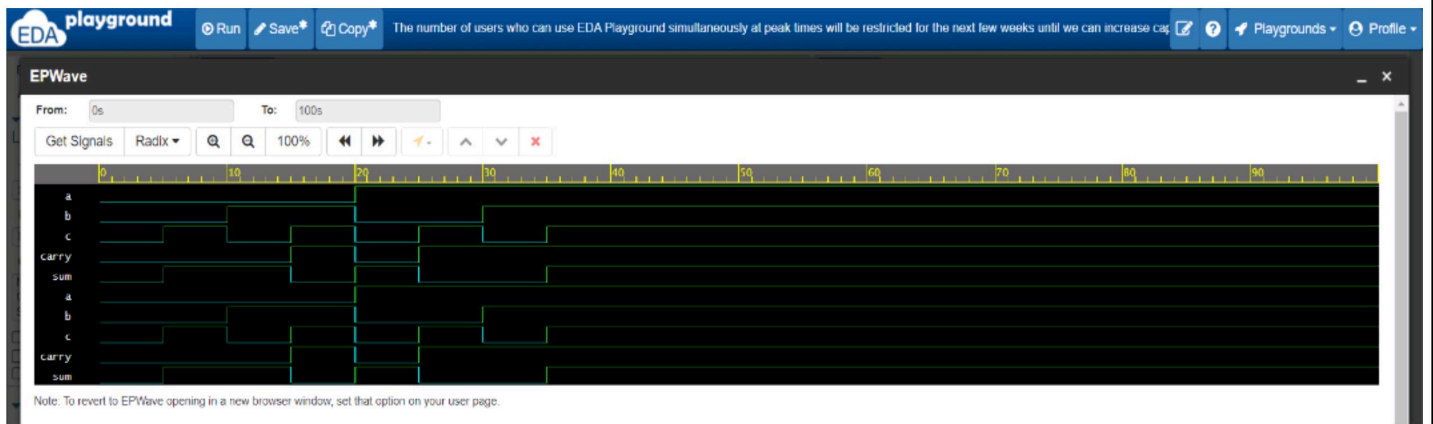 EDA playground
Run Save* Copy* The number of users who can use EDA Playground simultaneously at peak times will be restricted for the next few weeks until we can increase cap Playgrounds Profile
EPWave
From: 0s To: 100s
Get Signals Radix 100%
0 10 20 30 40 50 60 70 80 90
a
b
c
carry
sum
a
b
c
carry
sum
Note: To revert to EPWave opening in a new browser window, set that option on your user page.